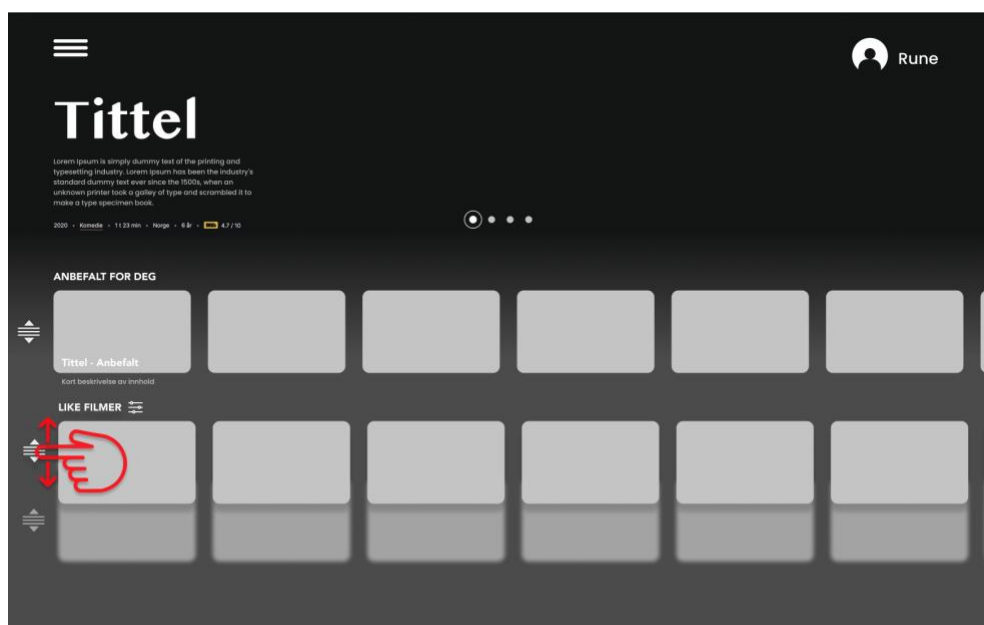 Rune
Tittel
Lorem Ipsum is simply dummy text of the printing and
typesetting industry. Lorem Ipsum has been the industry's
standard dummy text ever since the 1500s, when an
unknown printer took a galley of type and scrambled it to
make a type specimen book.
2020 • Komedie • 1 t 23 min • Norge • 6 år • IMDb 4.7 / 10
ANBEFALT FOR DEG
Tittel - Anbefalt
Kort beskrivelse av innhold
LIKE FILMER